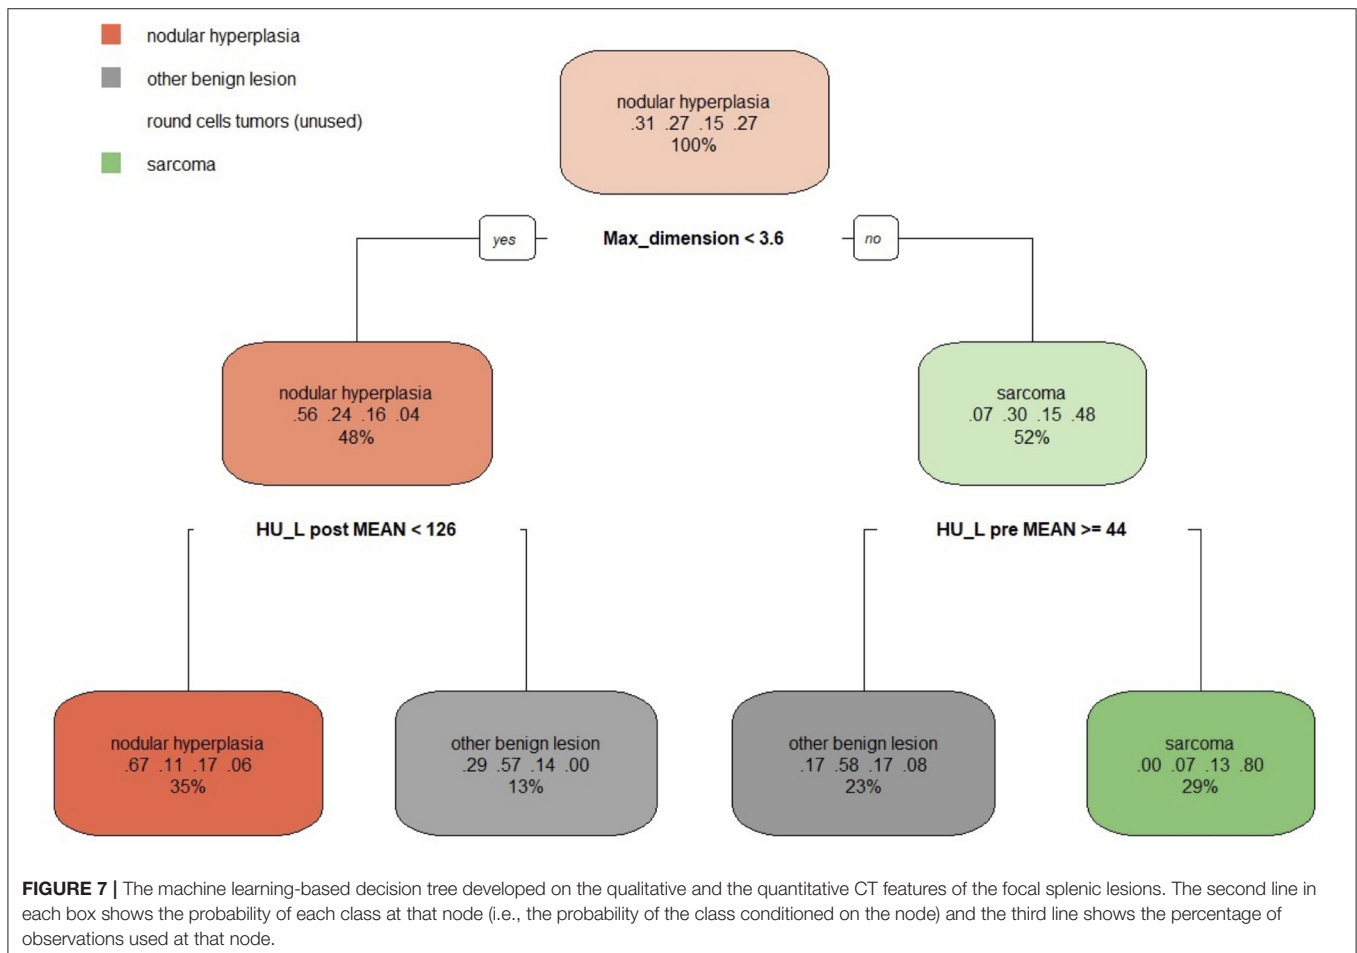 nodular hyperplasia
other benign lesion
round cells tumors (unused)
sarcoma
nodular hyperplasia
.31 .27 .15 .27
100%
yes
Max_dimension < 3.6
no
nodular hyperplasia
.56 .24 .16 .04
48%
sarcoma
.07 .30 .15 .48
52%
HU_L post MEAN < 126
HU_L pre MEAN >= 44
nodular hyperplasia
.67 .11 .17 .06
35%
other benign lesion
.29 .57 .14 .00
13%
other benign lesion
.17 .58 .17 .08
23%
sarcoma
.00 .07 .13 .80
29%
FIGURE 7 | The machine learning-based decision tree developed on the qualitative and the quantitative CT features of the focal splenic lesions. The second line in
each box shows the probability of each class at that node (i.e., the probability of the class conditioned on the node) and the third line shows the percentage of
observations used at that node.